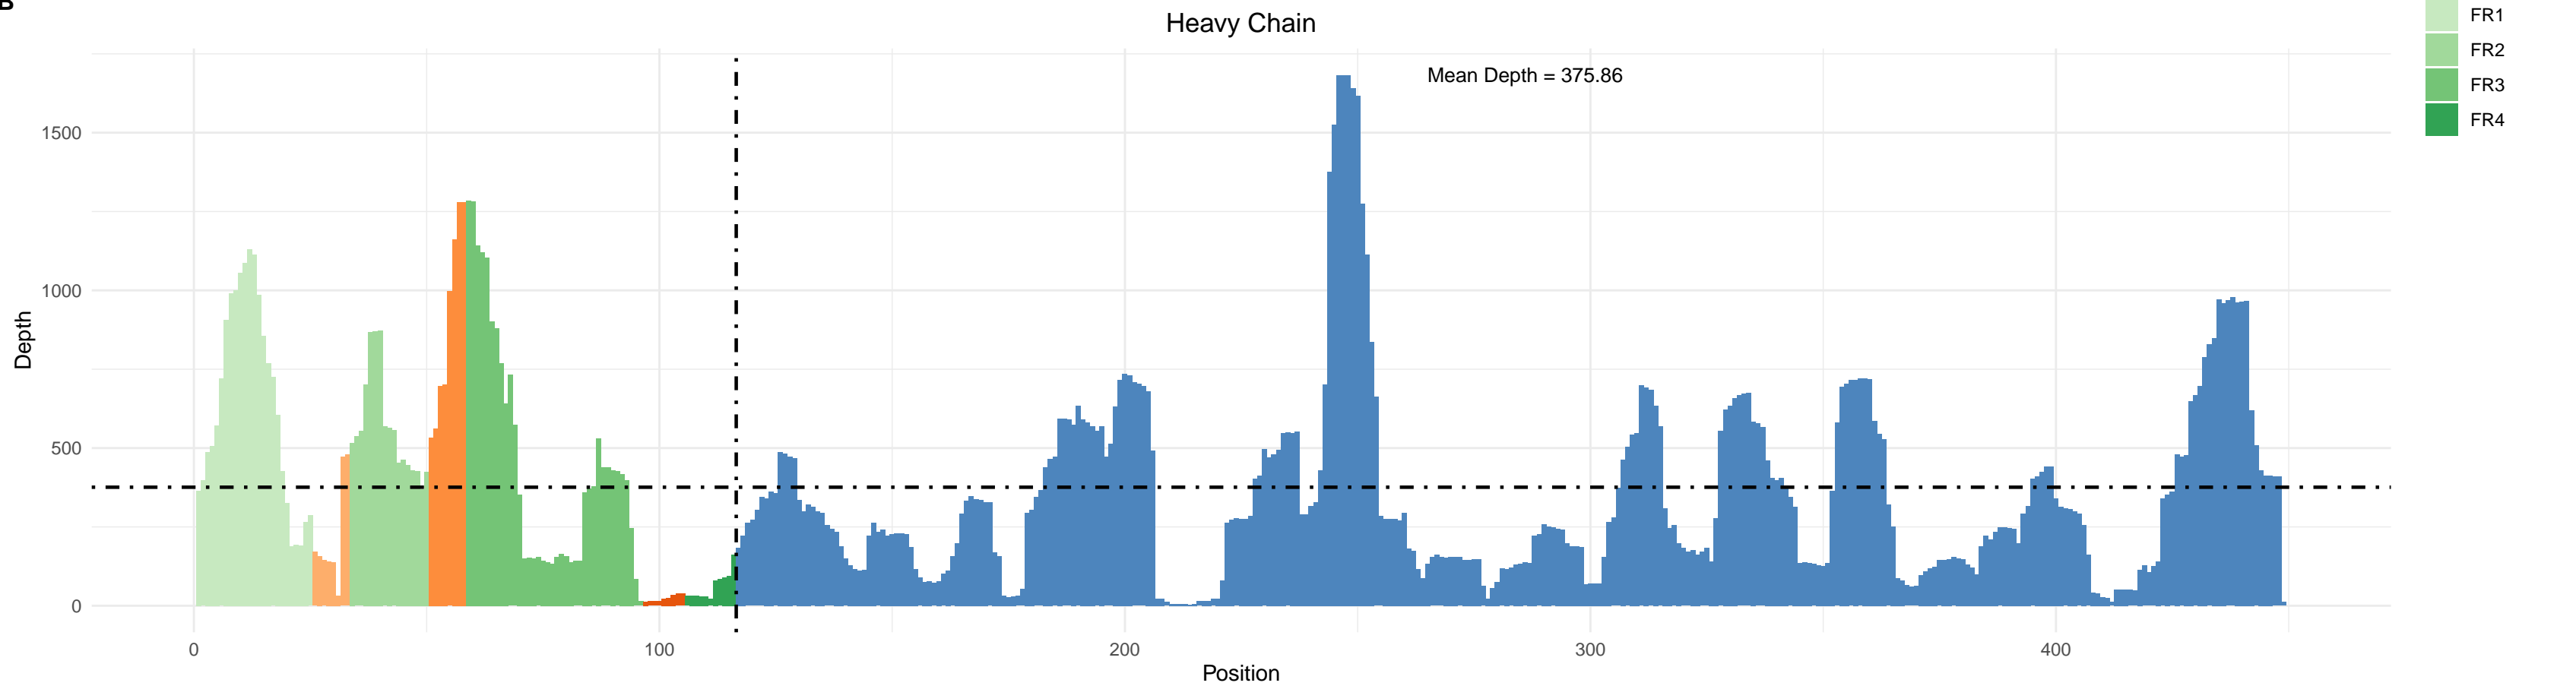 B
Heavy Chain
Mean Depth = 375.86
FR1
FR2
FR3
FR4
Depth
1500
1000
500
0
0 100 200 300 400
Position